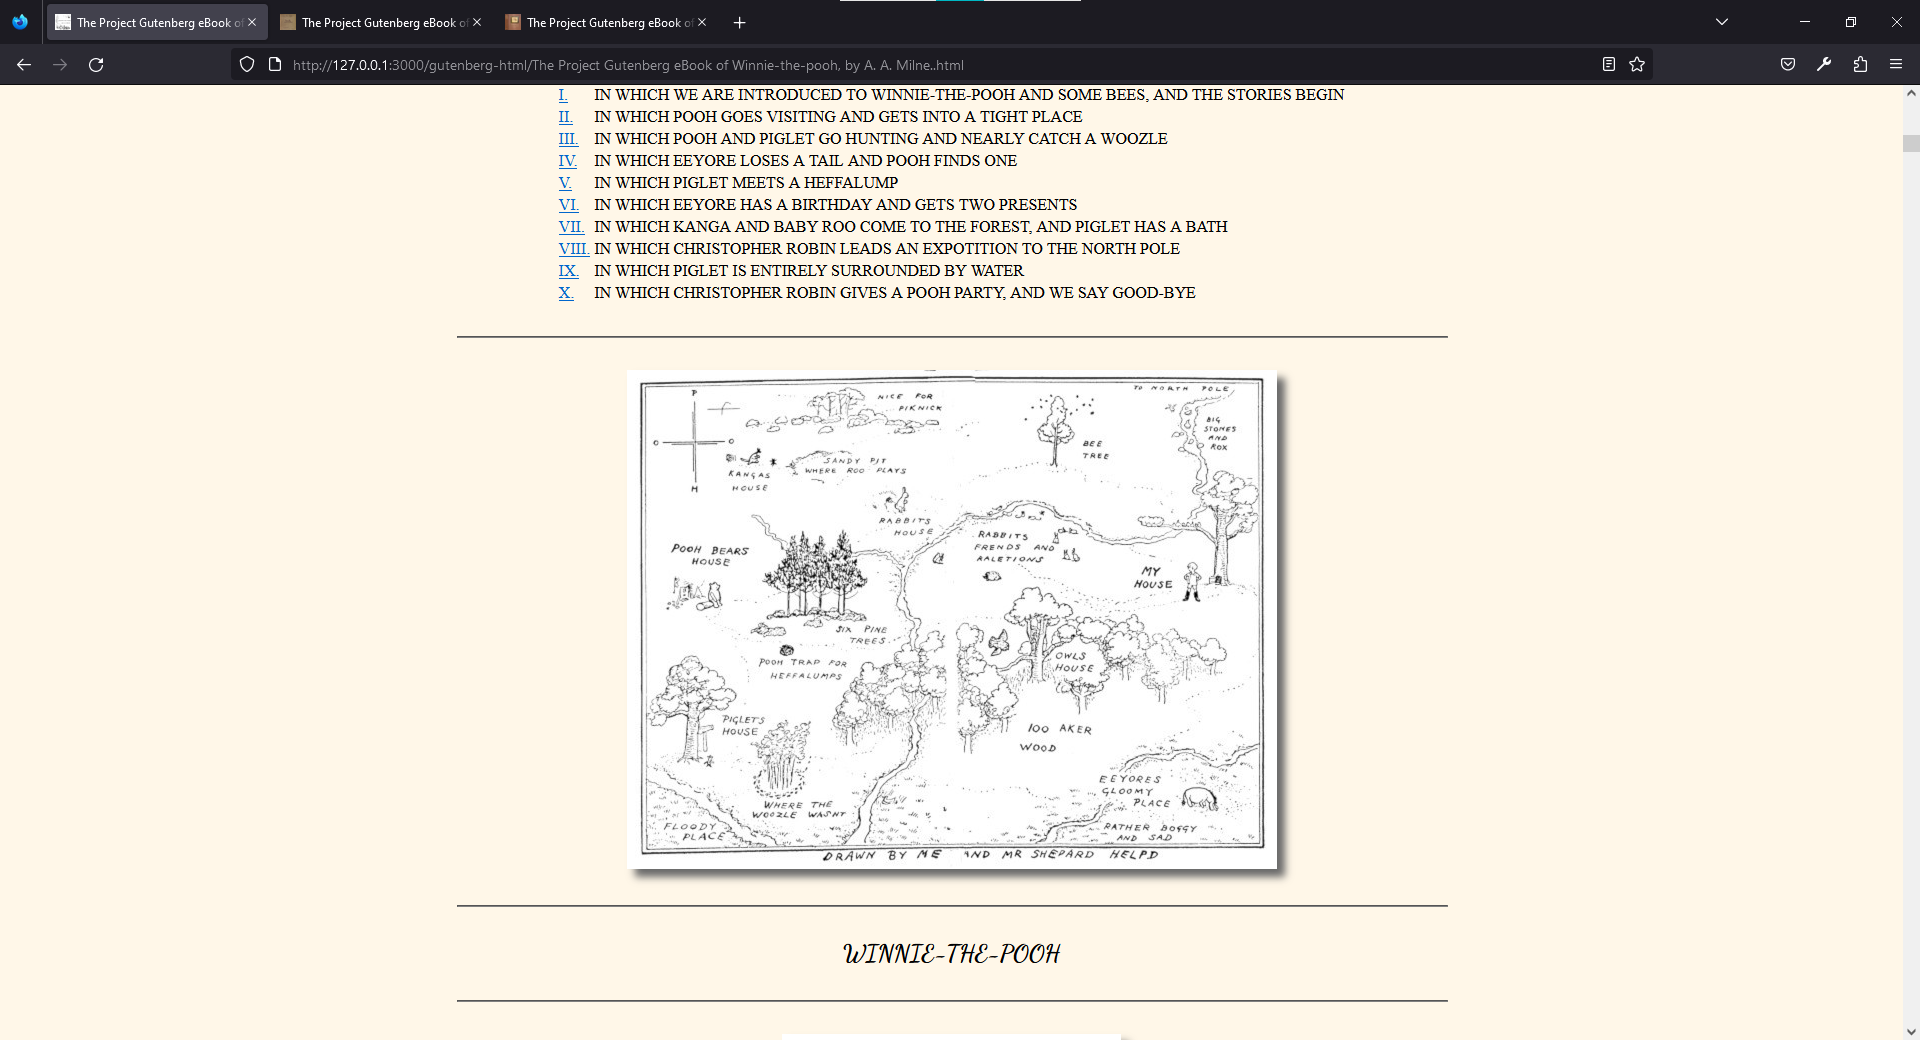 The Project Gutenberg eBook of
The Project Gutenberg eBook of
The Project Gutenberg eBook of
http://127.0.0.1:3000/gutenberg-html/The Project Gutenberg eBook of Winnie-the-pooh, by A. A. Milne..html
I. IN WHICH WE ARE INTRODUCED TO WINNIE-THE-POOH AND SOME BEES, AND THE STORIES BEGIN
II. IN WHICH POOH GOES VISITING AND GETS INTO A TIGHT PLACE
III. IN WHICH POOH AND PIGLET GO HUNTING AND NEARLY CATCH A WOOZLE
IV. IN WHICH EEYORE LOSES A TAIL AND POOH FINDS ONE
V. IN WHICH PIGLET MEETS A HEFFALUMP
VI. IN WHICH EEYORE HAS A BIRTHDAY AND GETS TWO PRESENTS
VII. IN WHICH KANGA AND BABY ROO COME TO THE FOREST, AND PIGLET HAS A BATH
VIII. IN WHICH CHRISTOPHER ROBIN LEADS AN EXPOTITION TO THE NORTH POLE
IX. IN WHICH PIGLET IS ENTIRELY SURROUNDED BY WATER
X. IN WHICH CHRISTOPHER ROBIN GIVES A POOH PARTY, AND WE SAY GOOD-BYE
P
O
O
H
TO NORTH POLE
NICE FOR
PIKNICK
BIG
STONES
AND
ROX
BEE
TREE
KANGAS
HOUSE
SANDY PIT
WHERE ROO PLAYS
RABBITS
HOUSE
RABBITS
FRENDS AND
RALETIONS
POOH BEARS
HOUSE
MY
HOUSE
SIX PINE
TREES
POOH TRAP FOR
HEFFALUMPS
OWLS
HOUSE
PIGLETS
HOUSE
100 AKER
WOOD
WHERE THE
WOOZLE WASNT
EEYORES
GLOOMY
PLACE
FLOODY
PLACE
RATHER BOGGY
AND SAD
DRAWN BY ME AND MR SHEPARD HELPD
WINNIE-THE-POOH